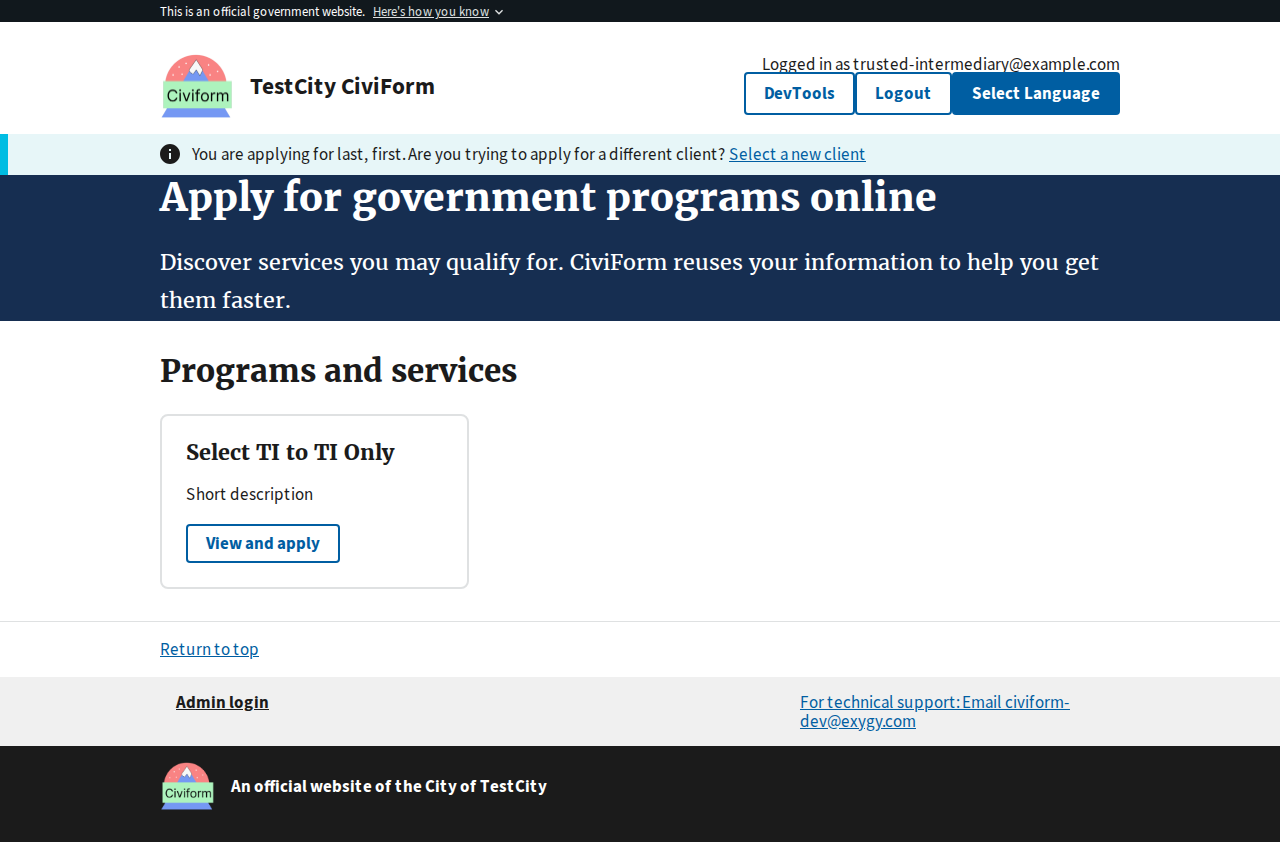 This is an official government website. Here's how you know
Civiform
TestCity CiviForm
Logged in as trusted-intermediary@example.com
DevTools
Logout
Select Language
You are applying for last, first. Are you trying to apply for a different client? Select a new client
Apply for government programs online
Discover services you may qualify for. CiviForm reuses your information to help you get
them faster.
Programs and services
Select TI to TI Only
Short description
View and apply
Return to top
Admin login
For technical support: Email civiform-
dev@exygy.com
Civiform
An official website of the City of TestCity